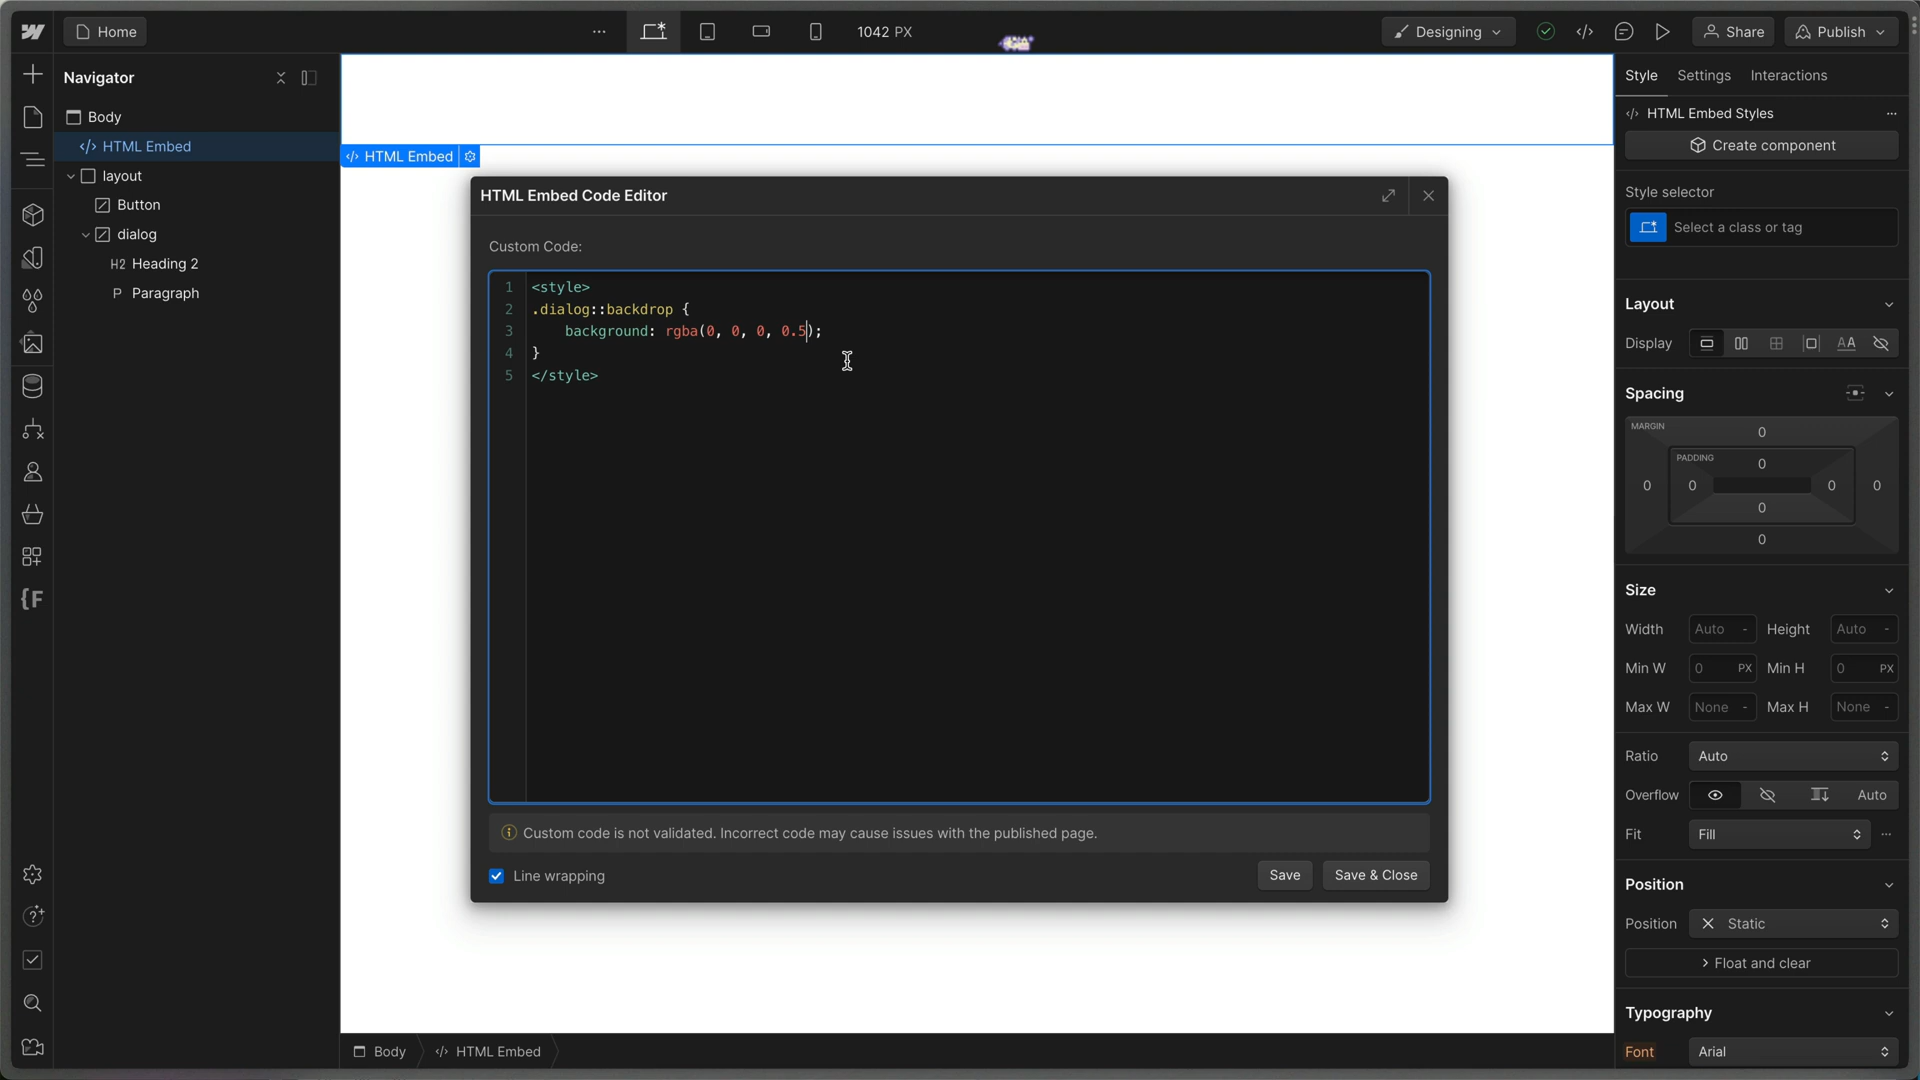 Home
1042 PX
Designing
Share
Publish
Navigator
Body
HTML Embed
layout
Button
dialog
H2 Heading 2
P Paragraph
HTML Embed
HTML Embed Code Editor
Custom Code:
1 <style>
2 .dialog::backdrop {
3 background: rgba(0, 0, 0, 0.5);
4 }
5 </style>
Custom code is not validated. Incorrect code may cause issues with the published page.
Line wrapping
Save
Save & Close
Body
HTML Embed
Style Settings Interactions
HTML Embed Styles
Create component
Style selector
Select a class or tag
Layout
Display
Spacing
MARGIN
0
PADDING
0
0 0 0 0
0
0
Size
Width Auto - Height Auto -
Min W 0 PX Min H 0 PX
Max W None - Max H None -
Ratio Auto
Overflow Auto
Fit Fill
Position
Position Static
Float and clear
Typography
Font Arial